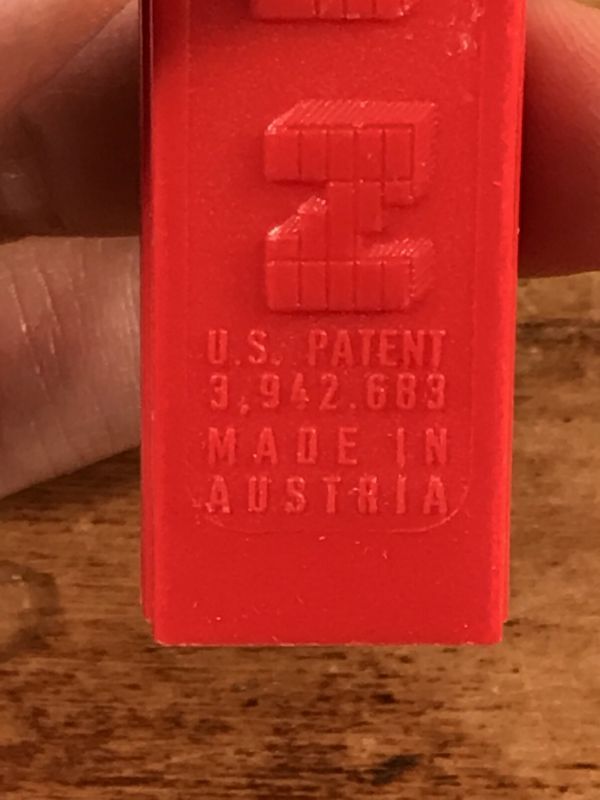 Z
U.S. PATENT
3,942.683
MADE IN
AUSTRIA